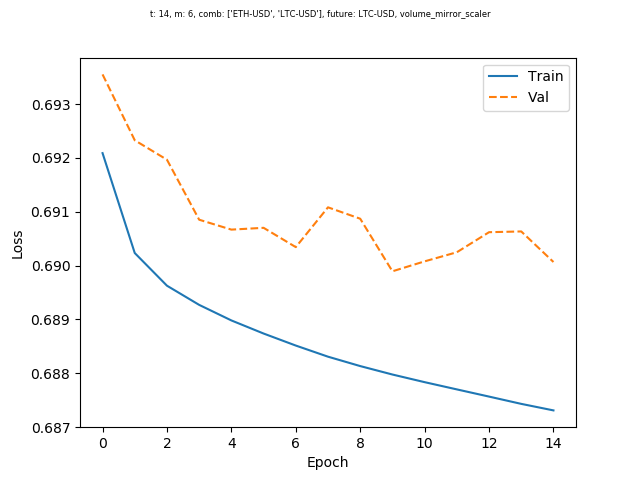 t: 14, m: 6, comb: ['ETH-USD', 'LTC-USD'], future: LTC-USD, volume_mirror_scaler
Train
Val
0.693
0.692
0.691
0.690
0.689
0.688
0.687
Loss
0 2 4 6 8 10 12 14
Epoch